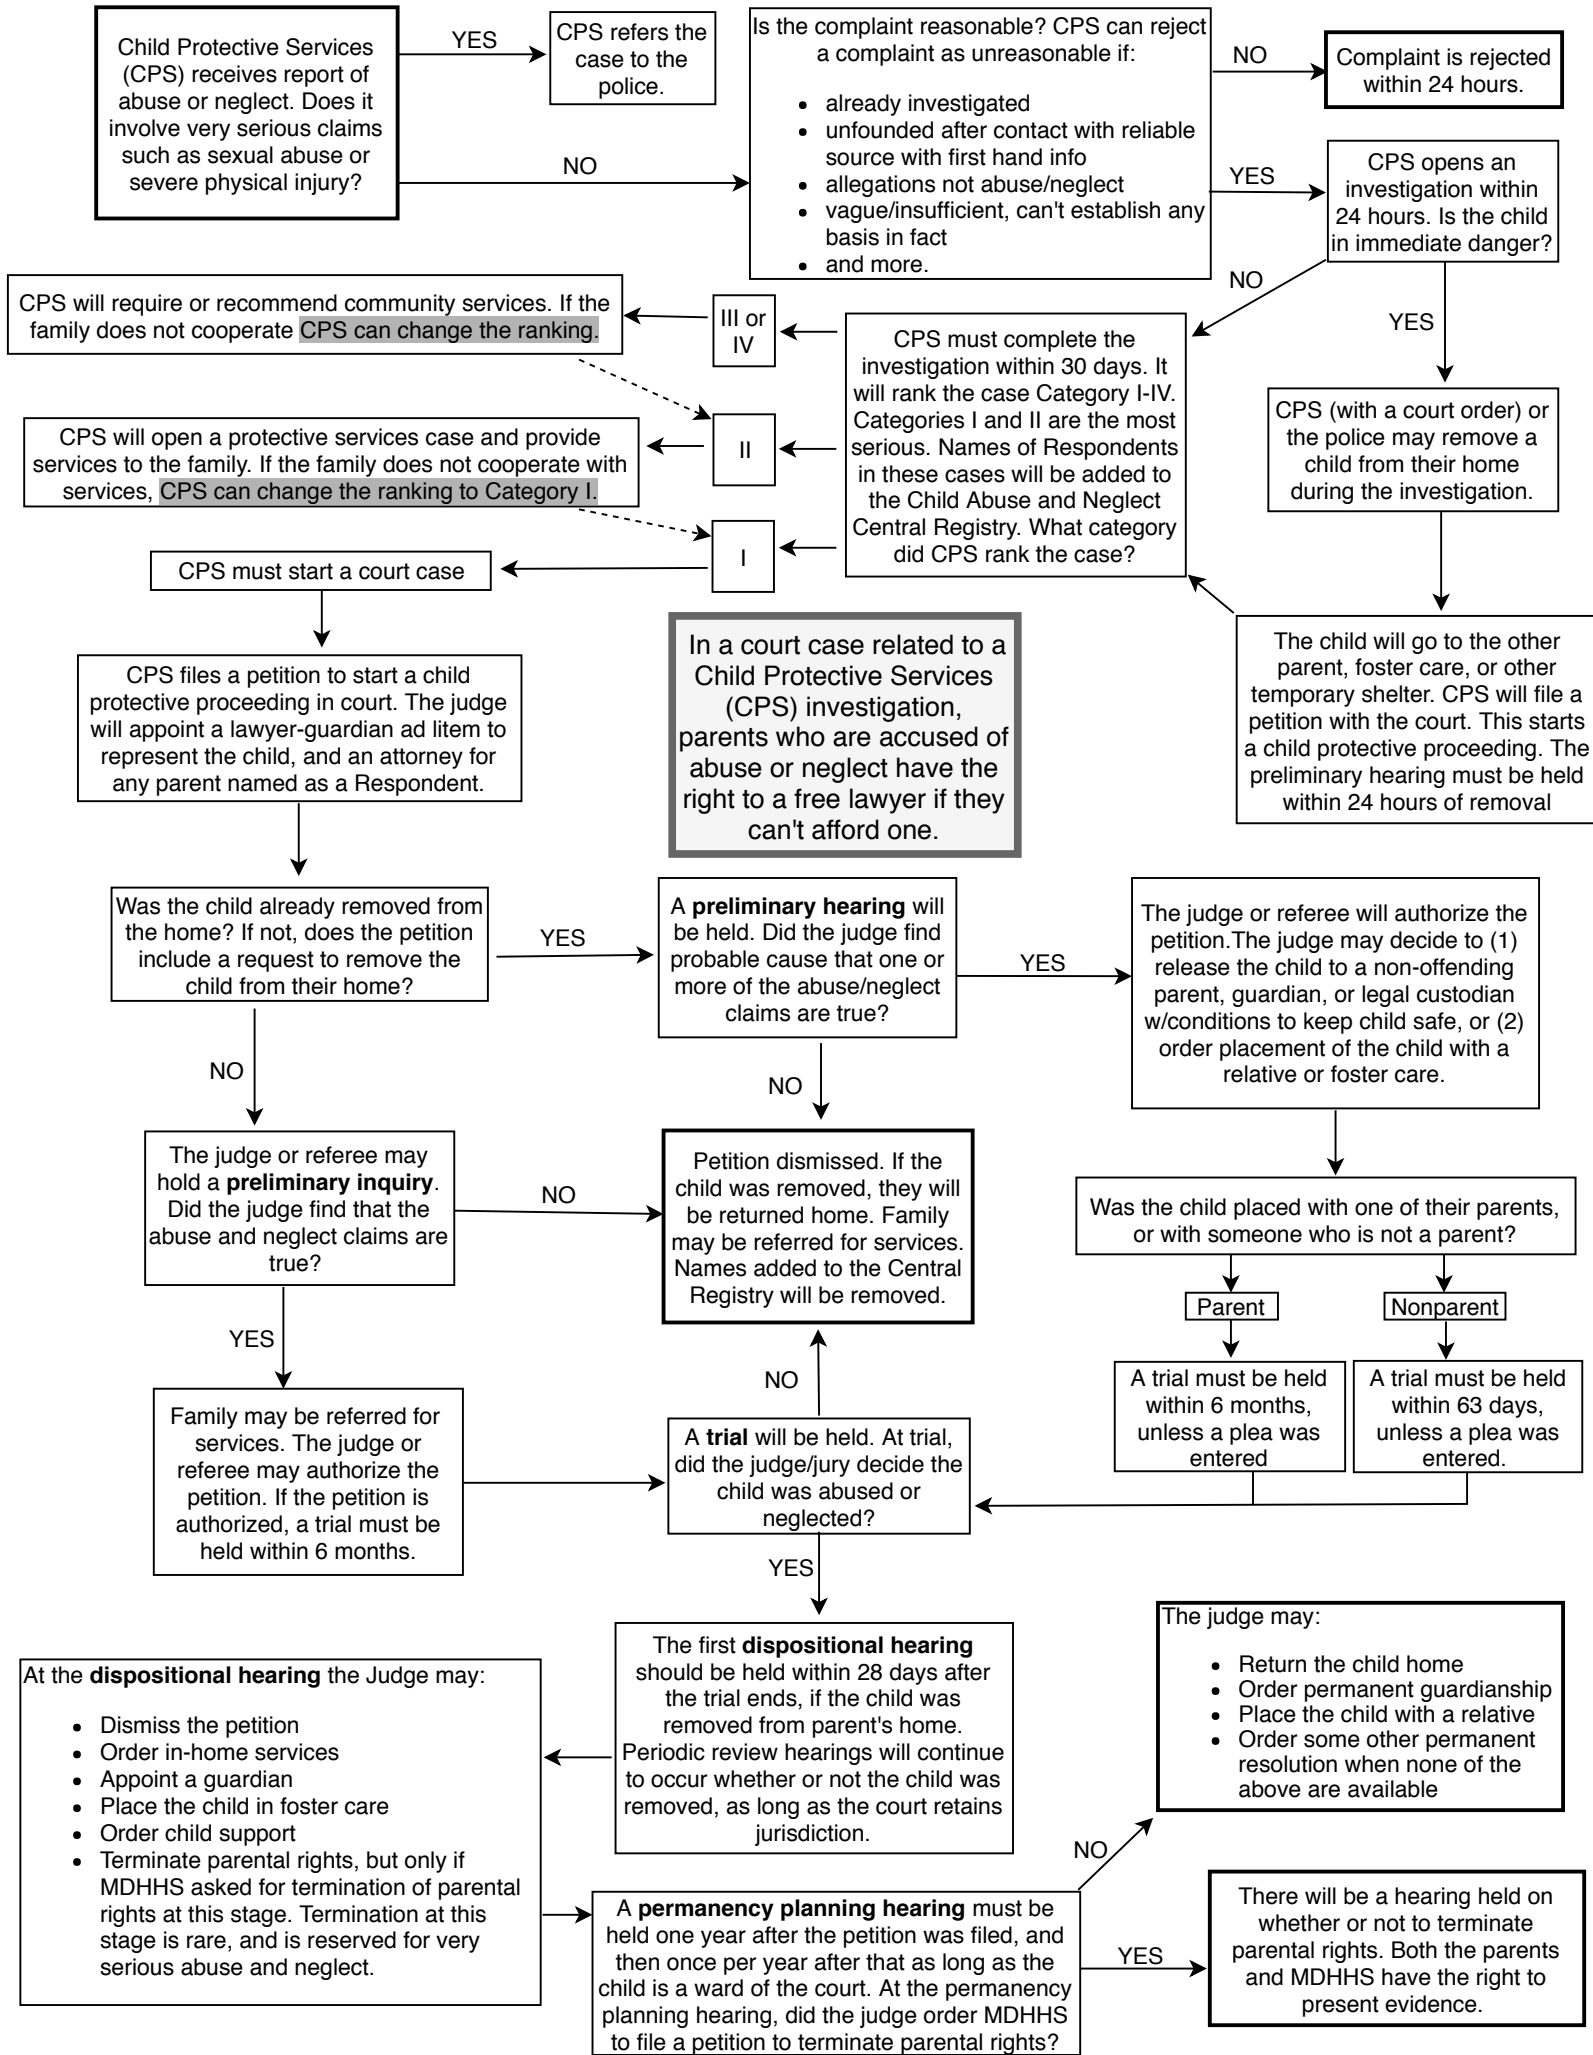 Child Protective Services
(CPS) receives report of
abuse or neglect. Does it
involve very serious claims
such as sexual abuse or
severe physical injury?
YES
CPS refers the
case to the
police.
NO
Is the complaint reasonable? CPS can reject
a complaint as unreasonable if:
• already investigated
• unfounded after contact with reliable
source with first hand info
• allegations not abuse/neglect
• vague/insufficient, can't establish any
basis in fact
• and more.
NO
Complaint is rejected
within 24 hours.
YES
CPS opens an
investigation within
24 hours. Is the child
in immediate danger?
NO
YES
CPS (with a court order) or
the police may remove a
child from their home
during the investigation.
The child will go to the other
parent, foster care, or other
temporary shelter. CPS will file a
petition with the court. This starts
a child protective proceeding. The
preliminary hearing must be held
within 24 hours of removal
CPS must complete the
investigation within 30 days. It
will rank the case Category I-IV.
Categories I and II are the most
serious. Names of Respondents
in these cases will be added to
the Child Abuse and Neglect
Central Registry. What category
did CPS rank the case?
III or
IV
CPS will require or recommend community services. If the
family does not cooperate CPS can change the ranking.
II
CPS will open a protective services case and provide
services to the family. If the family does not cooperate with
services, CPS can change the ranking to Category I.
I
CPS must start a court case
In a court case related to a
Child Protective Services
(CPS) investigation,
parents who are accused of
abuse or neglect have the
right to a free lawyer if they
can't afford one.
CPS files a petition to start a child
protective proceeding in court. The judge
will appoint a lawyer-guardian ad litem to
represent the child, and an attorney for
any parent named as a Respondent.
Was the child already removed from
the home? If not, does the petition
include a request to remove the
child from their home?
YES
A preliminary hearing will
be held. Did the judge find
probable cause that one or
more of the abuse/neglect
claims are true?
YES
The judge or referee will authorize the
petition.The judge may decide to (1)
release the child to a non-offending
parent, guardian, or legal custodian
w/conditions to keep child safe, or (2)
order placement of the child with a
relative or foster care.
NO
NO
The judge or referee may
hold a preliminary inquiry.
Did the judge find that the
abuse and neglect claims are
true?
NO
Petition dismissed. If the
child was removed, they will
be returned home. Family
may be referred for services.
Names added to the Central
Registry will be removed.
Was the child placed with one of their parents,
or with someone who is not a parent?
Parent
Nonparent
A trial must be held
within 6 months,
unless a plea was
entered
A trial must be held
within 63 days,
unless a plea was
entered.
YES
Family may be referred for
services. The judge or
referee may authorize the
petition. If the petition is
authorized, a trial must be
held within 6 months.
NO
A trial will be held. At trial,
did the judge/jury decide the
child was abused or
neglected?
YES
The first dispositional hearing
should be held within 28 days after
the trial ends, if the child was
removed from parent's home.
Periodic review hearings will continue
to occur whether or not the child was
removed, as long as the court retains
jurisdiction.
At the dispositional hearing the Judge may:
• Dismiss the petition
• Order in-home services
• Appoint a guardian
• Place the child in foster care
• Order child support
• Terminate parental rights, but only if
MDHHS asked for termination of parental
rights at this stage. Termination at this
stage is rare, and is reserved for very
serious abuse and neglect.
A permanency planning hearing must be
held one year after the petition was filed, and
then once per year after that as long as the
child is a ward of the court. At the permanency
planning hearing, did the judge order MDHHS
to file a petition to terminate parental rights?
NO
The judge may:
• Return the child home
• Order permanent guardianship
• Place the child with a relative
• Order some other permanent
resolution when none of the
above are available
YES
There will be a hearing held on
whether or not to terminate
parental rights. Both the parents
and MDHHS have the right to
present evidence.